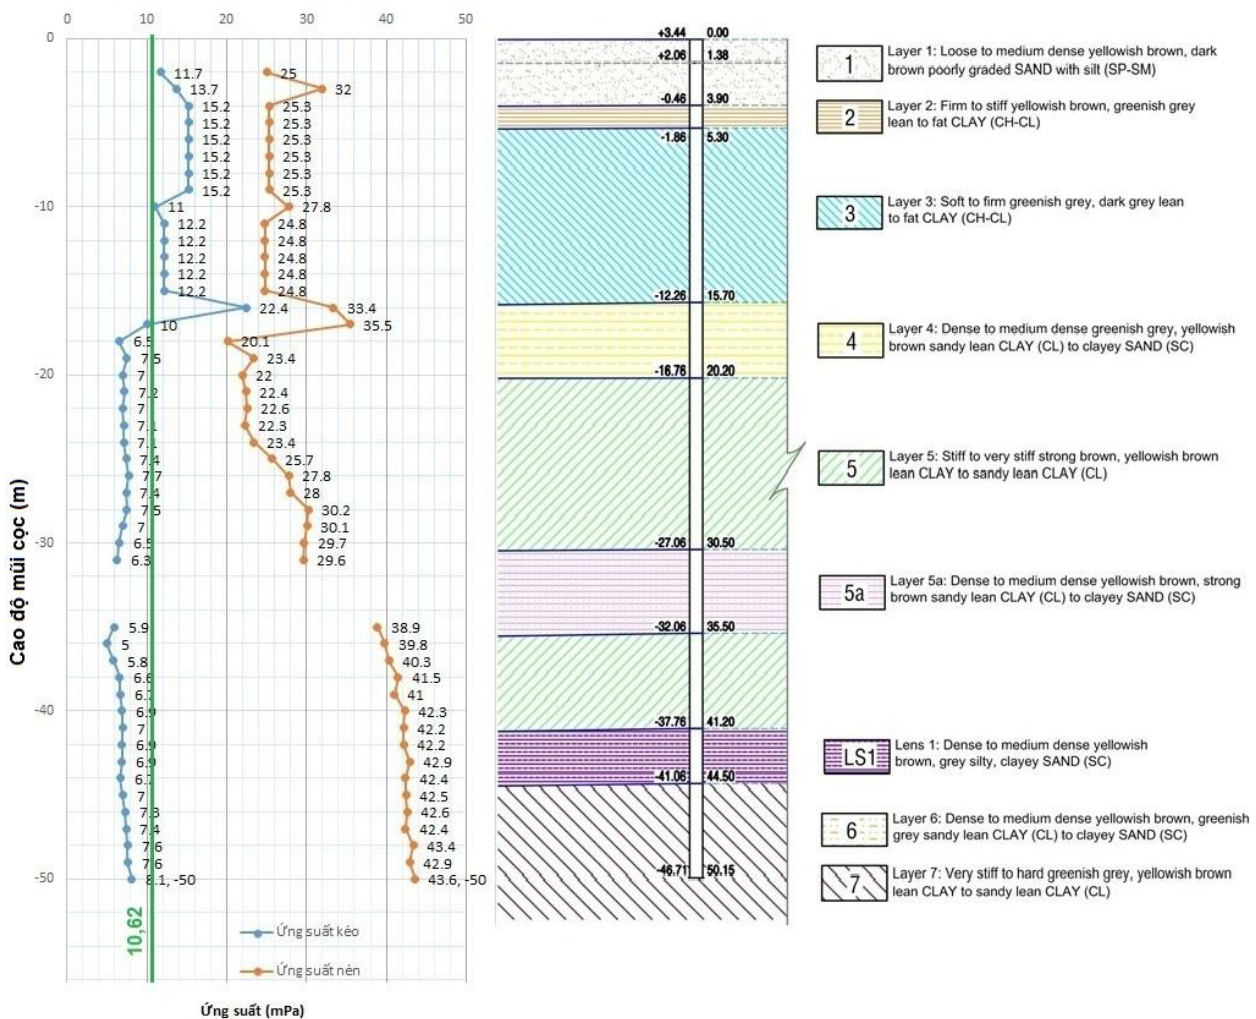 0 10 20 30 40 50
0
-10
-20
-30
-40
-50
Cao độ mũi cọc (m)
11.7 25
13.7 32
15.2 25.3
15.2 25.3
15.2 25.3
15.2 25.3
15.2 25.3
15.2 25.3
11 27.8
12.2 24.8
12.2 24.8
12.2 24.8
12.2 24.8
12.2 24.8
22.4 33.4
10 35.5
6.5 20.1
7.5 23.4
7 22
7.2 22.4
7 22.6
7.1 22.3
7.1 23.4
7.4 25.7
7.7 27.8
7.4 28
7.5 30.2
7 30.1
6.5 29.7
6.3 29.6
5.9 38.9
5 39.8
5.8 40.3
6.6 41.5
6.7 41
6.9 42.3
7 42.2
6.9 42.2
6.9 42.9
6.7 42.4
7 42.5
7.3 42.6
7.4 42.4
7.6 43.4
7.6 42.9
8.1, -50 43.6, -50
10,62
Ứng suất kéo
Ứng suất nén
Ứng suất (mPa)
+3.44 0.00
+2.06 1.38
-0.46 3.90
-1.86 5.30
-12.26 15.70
-16.76 20.20
-27.06 30.50
-32.06 35.50
-37.76 41.20
-41.06 44.50
-46.71 50.15
1
Layer 1: Loose to medium dense yellowish brown, dark
brown poorly graded SAND with silt (SP-SM)
2
Layer 2: Firm to stiff yellowish brown, greenish grey
lean to fat CLAY (CH-CL)
3
Layer 3: Soft to firm greenish grey, dark grey lean
to fat CLAY (CH-CL)
4
Layer 4: Dense to medium dense greenish grey, yellowish
brown sandy lean CLAY (CL) to clayey SAND (SC)
5
Layer 5: Stiff to very stiff strong brown, yellowish brown
lean CLAY to sandy lean CLAY (CL)
5a
Layer 5a: Dense to medium dense yellowish brown, strong
brown sandy lean CLAY (CL) to clayey SAND (SC)
LS1
Lens 1: Dense to medium dense yellowish
brown, grey silty, clayey SAND (SC)
6
Layer 6: Dense to medium dense yellowish brown, greenish
grey sandy lean CLAY (CL) to clayey SAND (SC)
7
Layer 7: Very stiff to hard greenish grey, yellowish brown
lean CLAY to sandy lean CLAY (CL)